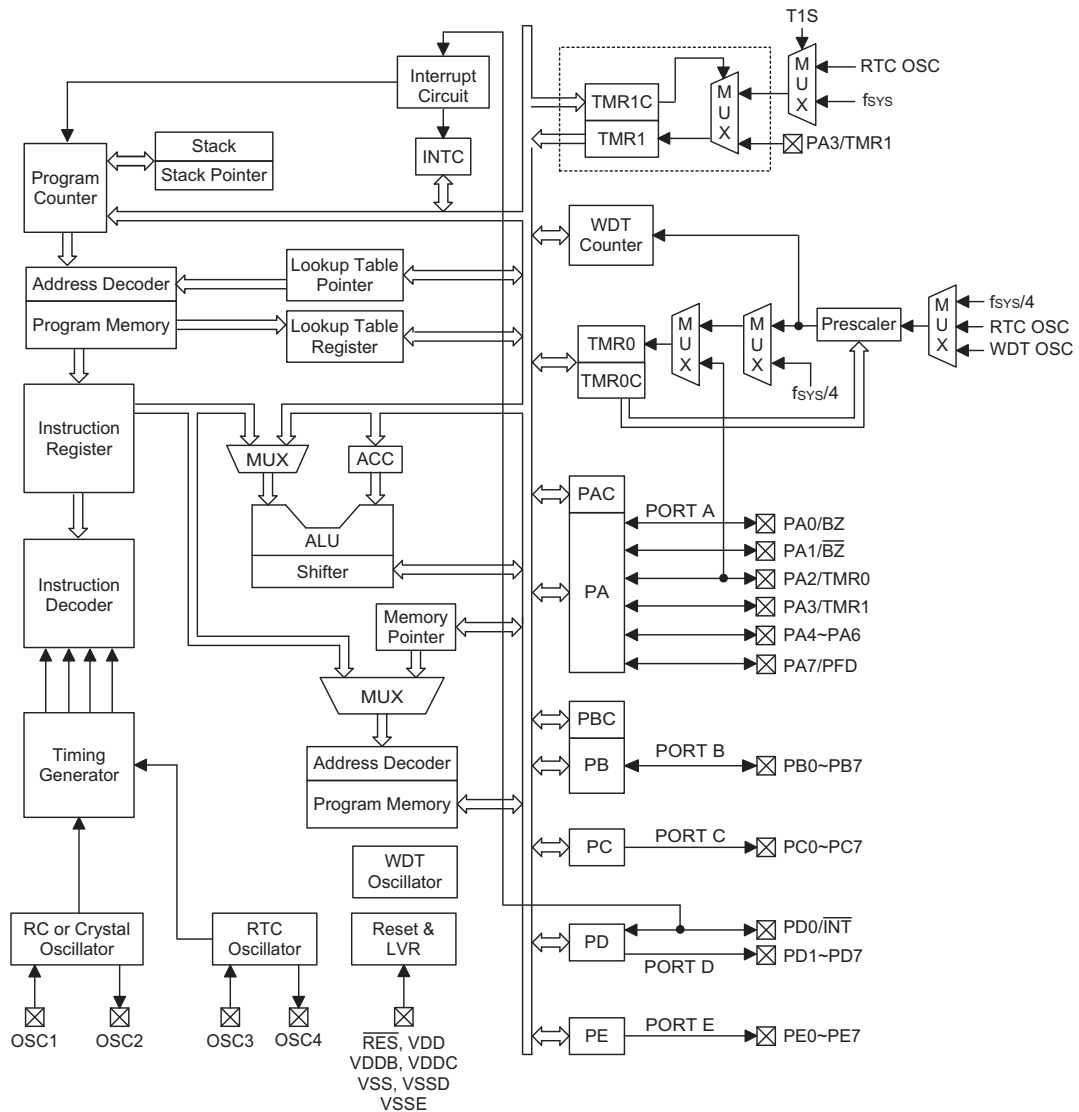 T1S
MUX
RTC OSC
fSYS
PA3/TMR1
TMR1C
TMR1
MUX
Interrupt
Circuit
INTC
Stack
Stack Pointer
Program
Counter
WDT
Counter
Address Decoder
Program Memory
Lookup Table
Pointer
Lookup Table
Register
TMR0
TMR0C
MUX
MUX
fSYS/4
Prescaler
MUX
fSYS/4
RTC OSC
WDT OSC
Instruction
Register
MUX
ACC
ALU
Shifter
Instruction
Decoder
PAC
PA
PORT A
PA0/BZ
PA1/B̅Z̅
PA2/TMR0
PA3/TMR1
PA4~PA6
PA7/PFD
Memory
Pointer
MUX
Address Decoder
Program Memory
Timing
Generator
PBC
PB
PORT B
PB0~PB7
PC
PORT C
PC0~PC7
WDT
Oscillator
RC or Crystal
Oscillator
RTC
Oscillator
Reset &
LVR
PD
PD0/I̅N̅T̅
PD1~PD7
PORT D
OSC1
OSC2
OSC3
OSC4
R̅E̅S̅, VDD
VDDB, VDDC
VSS, VSSD
VSSE
PE
PORT E
PE0~PE7